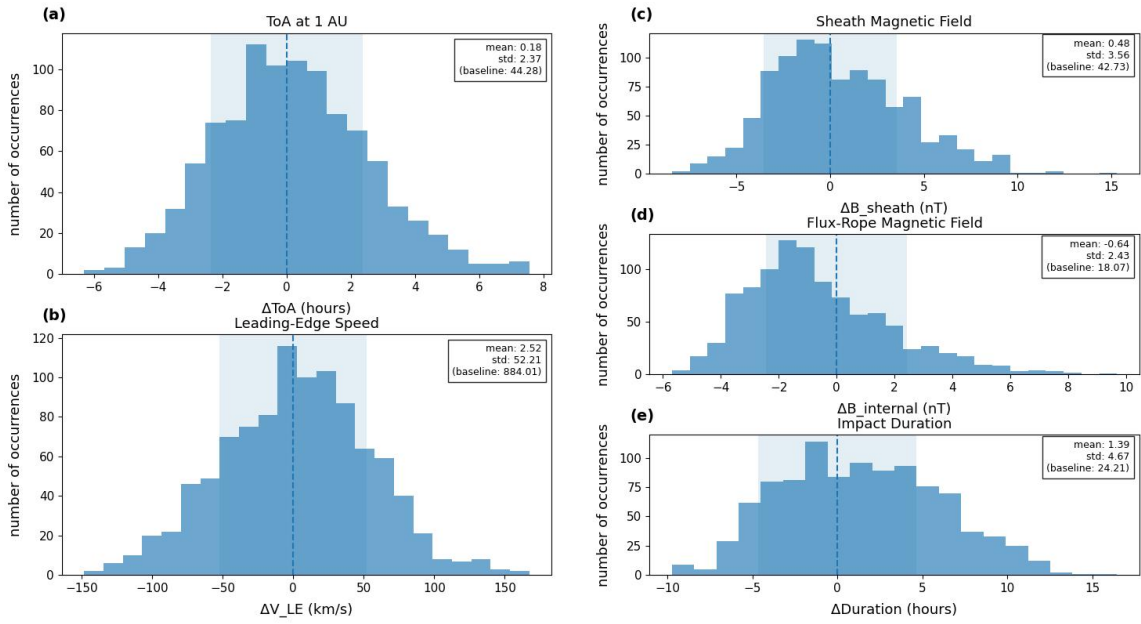 (a)
ToA at 1 AU
mean: 0.18
std: 2.37
(baseline: 44.28)
number of occurrences
100
80
60
40
20
0
−6
−4
−2
0
2
4
6
8
ΔToA (hours)
(b)
Leading-Edge Speed
mean: 2.52
std: 52.21
(baseline: 884.01)
number of occurrences
120
100
80
60
40
20
0
−150
−100
−50
0
50
100
150
ΔV_LE (km/s)
(c)
Sheath Magnetic Field
mean: 0.48
std: 3.56
(baseline: 42.73)
number of occurrences
100
75
50
25
0
−5
0
5
10
15
ΔB_sheath (nT)
(d)
Flux-Rope Magnetic Field
mean: -0.64
std: 2.43
(baseline: 18.07)
number of occurrences
100
50
0
−6
−4
−2
0
2
4
6
8
10
ΔB_internal (nT)
(e)
Impact Duration
mean: 1.39
std: 4.67
(baseline: 24.21)
number of occurrences
100
75
50
25
0
−10
−5
0
5
10
15
ΔDuration (hours)